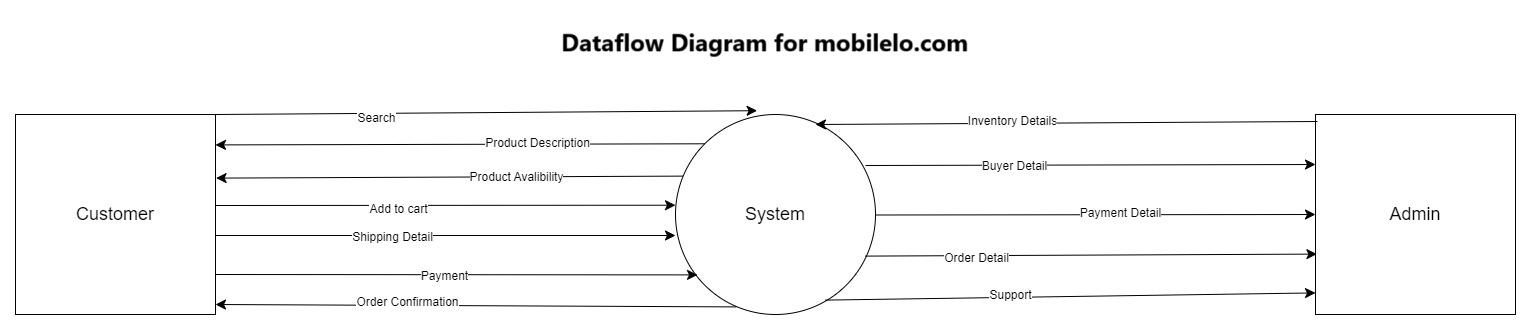 Dataflow Diagram for mobilelo.com
Search
Inventory Details
Product Description
Buyer Detail
Product Avalibility
Add to cart
Customer
System
Payment Detail
Admin
Shipping Detail
Order Detail
Payment
Support
Order Confirmation